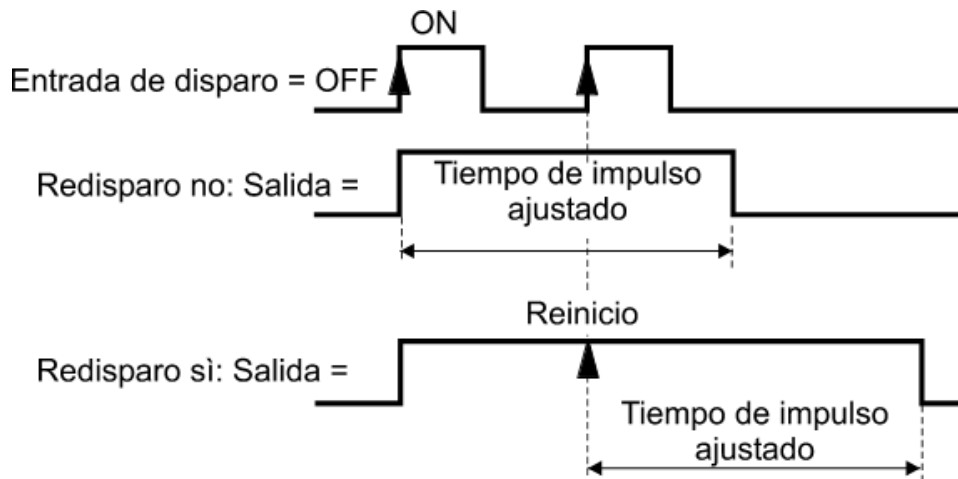 ON
Entrada de disparo = OFF
Redisparo no: Salida =
Tiempo de impulso
ajustado
Reinicio
Redisparo sì: Salida =
Tiempo de impulso
ajustado